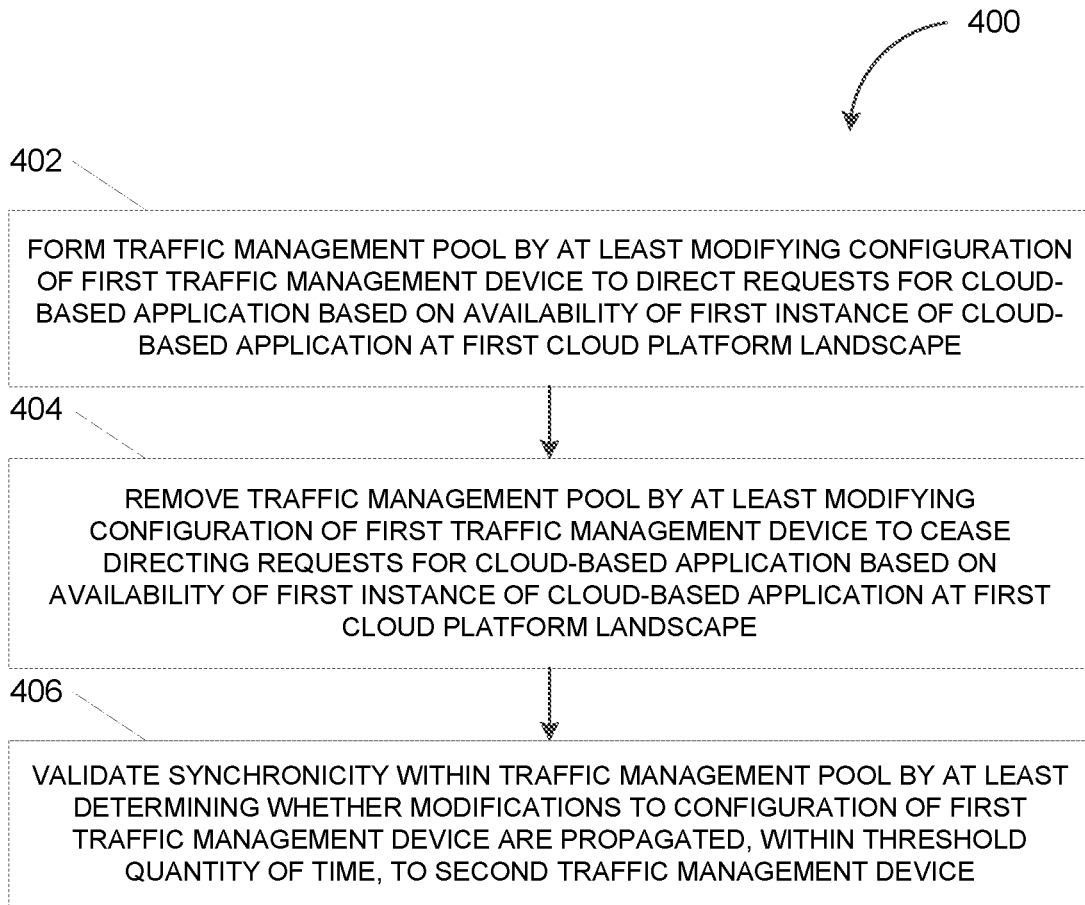 400
402
FORM TRAFFIC MANAGEMENT POOL BY AT LEAST MODIFYING CONFIGURATION
OF FIRST TRAFFIC MANAGEMENT DEVICE TO DIRECT REQUESTS FOR CLOUD-
BASED APPLICATION BASED ON AVAILABILITY OF FIRST INSTANCE OF CLOUD-
BASED APPLICATION AT FIRST CLOUD PLATFORM LANDSCAPE
404
REMOVE TRAFFIC MANAGEMENT POOL BY AT LEAST MODIFYING
CONFIGURATION OF FIRST TRAFFIC MANAGEMENT DEVICE TO CEASE
DIRECTING REQUESTS FOR CLOUD-BASED APPLICATION BASED ON
AVAILABILITY OF FIRST INSTANCE OF CLOUD-BASED APPLICATION AT FIRST
CLOUD PLATFORM LANDSCAPE
406
VALIDATE SYNCHRONICITY WITHIN TRAFFIC MANAGEMENT POOL BY AT LEAST
DETERMINING WHETHER MODIFICATIONS TO CONFIGURATION OF FIRST
TRAFFIC MANAGEMENT DEVICE ARE PROPAGATED, WITHIN THRESHOLD
QUANTITY OF TIME, TO SECOND TRAFFIC MANAGEMENT DEVICE